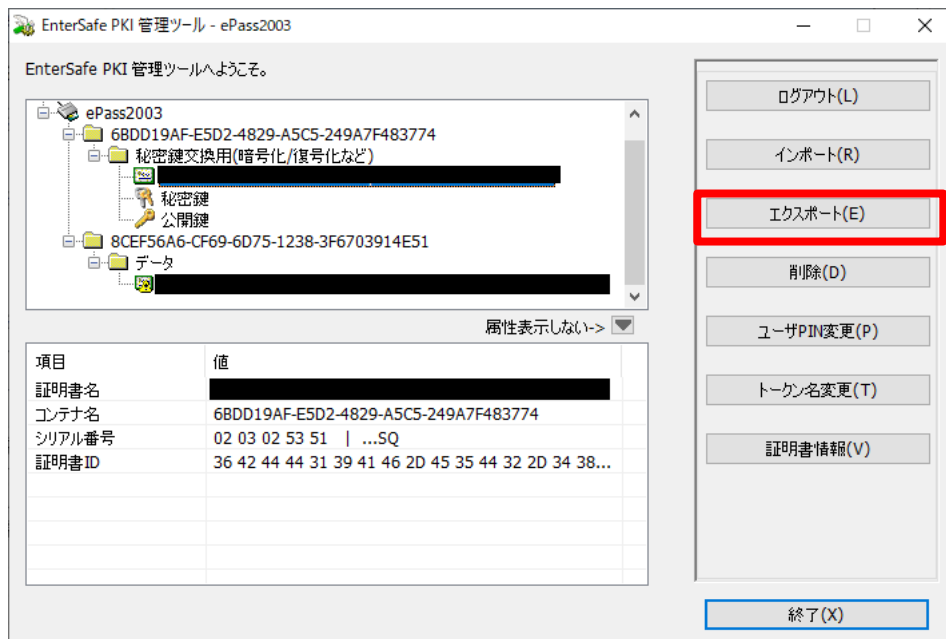 EnterSafe PKI 管理ツール - ePass2003
EnterSafe PKI 管理ツールへようこそ。
ePass2003
6BDD19AF-E5D2-4829-A5C5-249A7F483774
秘密鍵交換用(暗号化/復号化など)
秘密鍵
公開鍵
8CEF56A6-CF69-6D75-1238-3F6703914E51
データ
属性表示しない->
項目 値
証明書名
コンテナ名 6BDD19AF-E5D2-4829-A5C5-249A7F483774
シリアル番号 02 03 02 53 51 | ...SQ
証明書ID 36 42 44 44 31 39 41 46 2D 45 35 44 32 2D 34 38...
ログアウト(L)
インポート(R)
エクスポート(E)
削除(D)
ユーザPIN変更(P)
トークン名変更(T)
証明書情報(V)
終了(X)